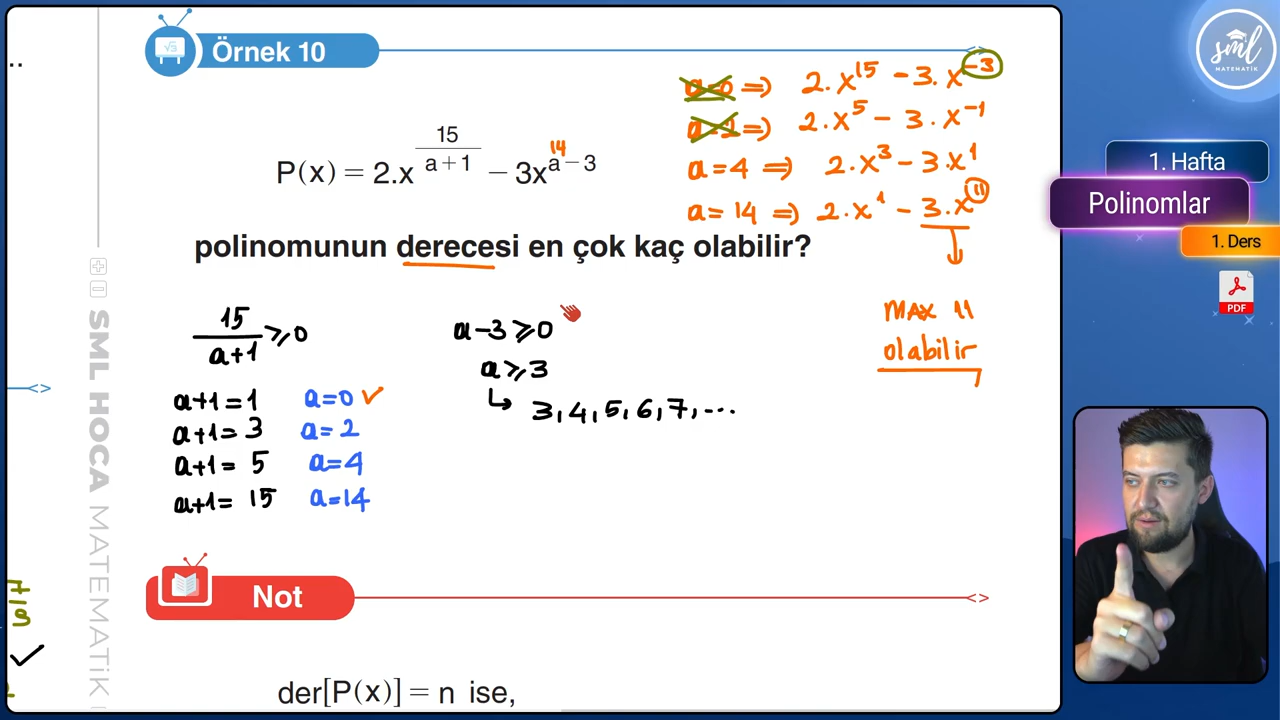 Örnek 10
P(x) = 2.x^(15/(a+1)) − 3x^(a−3)
14
a=0 ⇒ 2.x^15 − 3.x^−3
a=2 ⇒ 2.x^5 − 3.x^−1
a=4 ⇒ 2.x^3 − 3.x^1
a=14 ⇒ 2.x^1 − 3.x^11
polinomunun derecesi en çok kaç olabilir?
15/(a+1) ⩾ 0
a+1=1 a=0 ✓
a+1=3 a=2
a+1=5 a=4
a+1=15 a=14
a−3⩾0
a⩾3
↳ 3,4,5,6,7,...
MAX 11
olabilir
Not
der[P(x)] = n ise,
SML HOCA MATEMATİK
sml
MATEMATİK
1. Hafta
Polinomlar
1. Ders
PDF